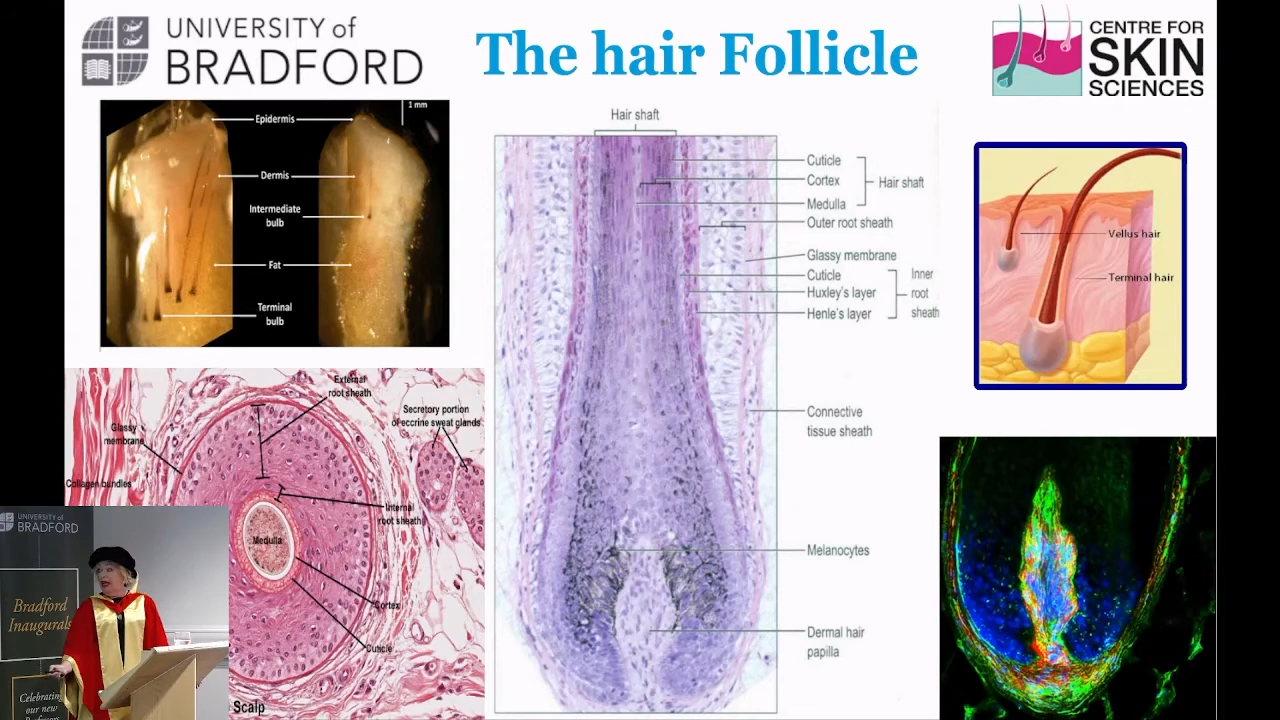 UNIVERSITY of
BRADFORD
The hair Follicle
CENTRE FOR
SKIN
SCIENCES
1 mm
Epidermis
Dermis
Intermediate
bulb
Fat
Terminal
bulb
Hair shaft
Cuticle
Cortex
Medulla
Hair shaft
Outer root sheath
Glassy membrane
Cuticle
Huxley's layer
Henle's layer
Inner
root
sheath
Connective
tissue sheath
Melanocytes
Dermal hair
papilla
Vellus hair
Terminal hair
External
root sheath
Secretory portion
of eccrine sweat glands
Glassy
membrane
Collagen bundles
Internal
root sheath
Medulla
Cortex
Cuticle
Scalp
UNIVERSITY of
BRADFORD
Bradford
Inaugurals
Celebrating
our new